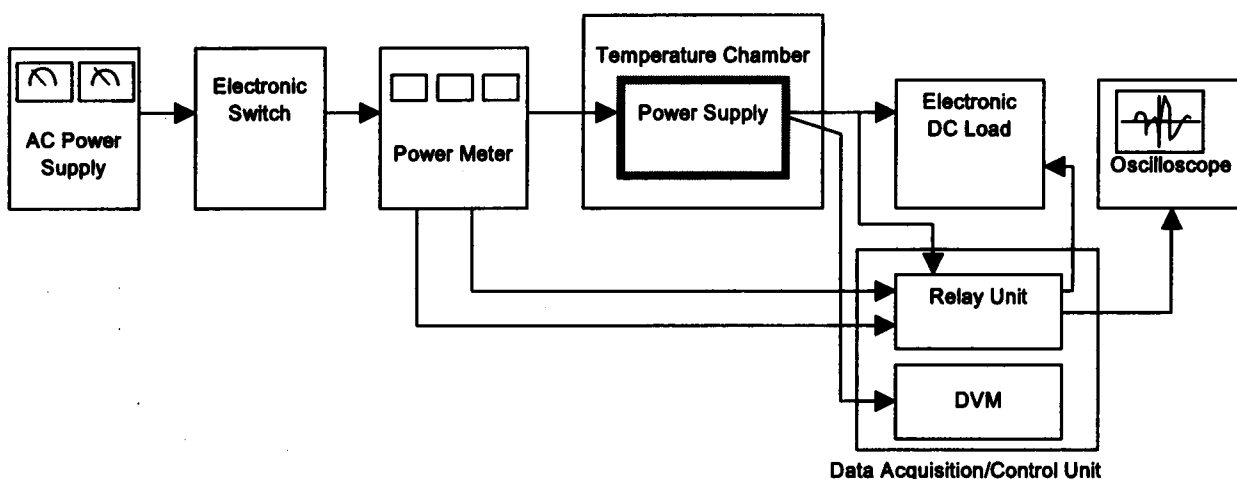 AC Power
Supply
Electronic
Switch
Power Meter
Temperature Chamber
Power Supply
Electronic
DC Load
Oscilloscope
Relay Unit
DVM
Data Acquisition/Control Unit